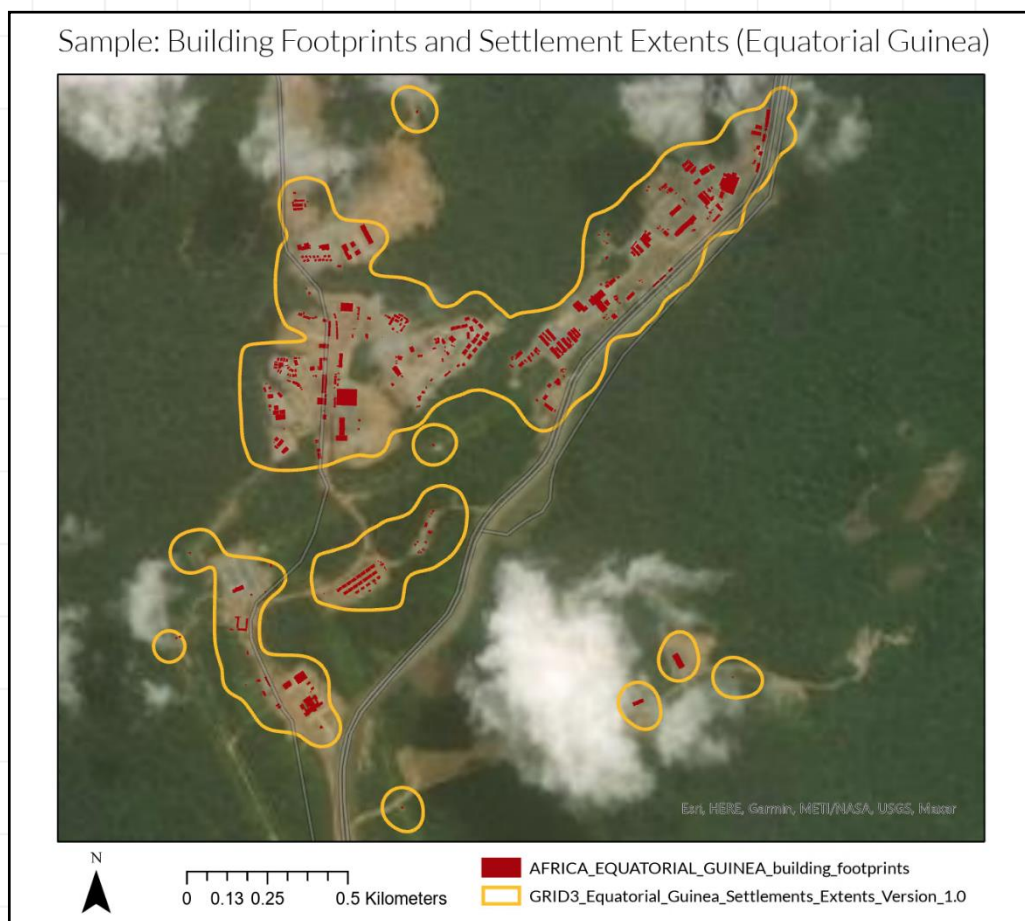 Sample: Building Footprints and Settlement Extents (Equatorial Guinea)
Esri, HERE, Garmin, METI/NASA, USGS, Maxar
N
0 0.13 0.25 0.5 Kilometers
AFRICA_EQUATORIAL_GUINEA_building_footprints
GRID3_Equatorial_Guinea_Settlements_Extents_Version_1.0